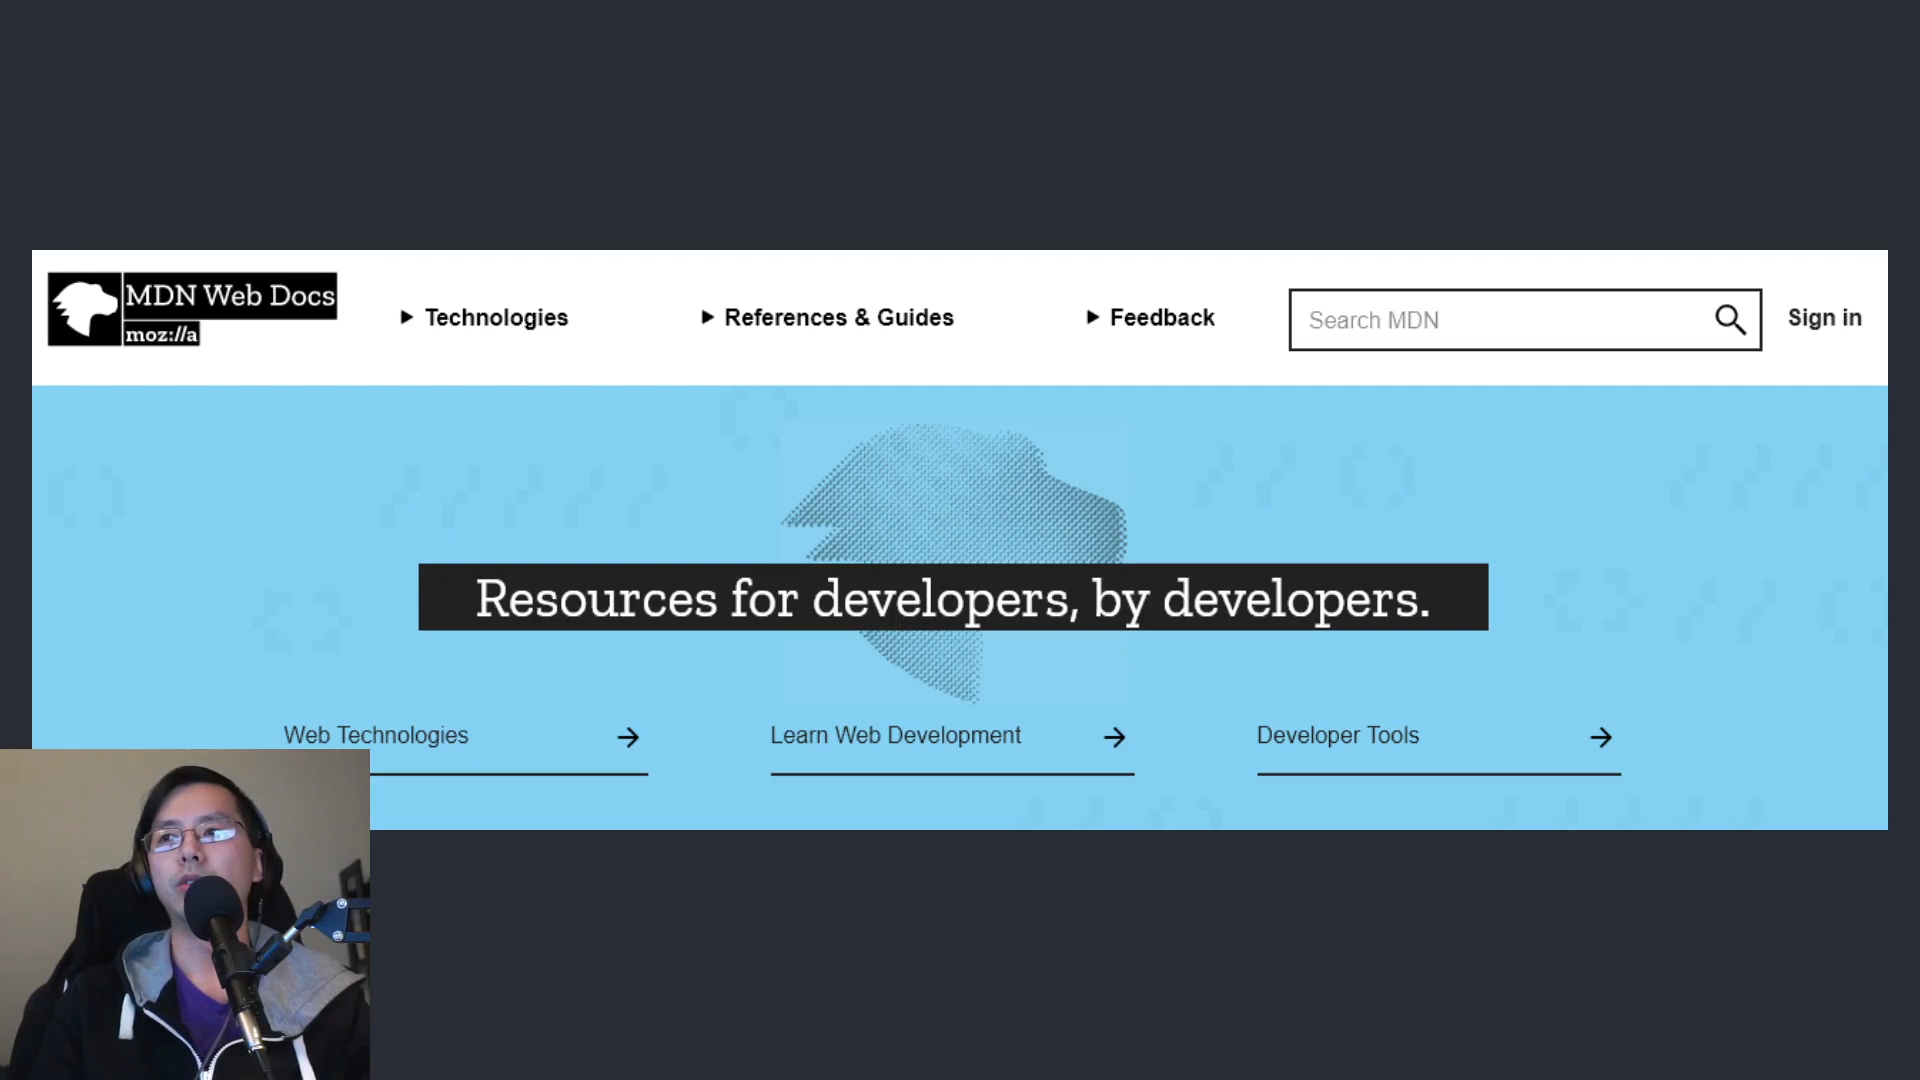 MDN Web Docs
moz://a
Technologies
References & Guides
Feedback
Search MDN
Sign in
Resources for developers, by developers.
Web Technologies
Learn Web Development
Developer Tools